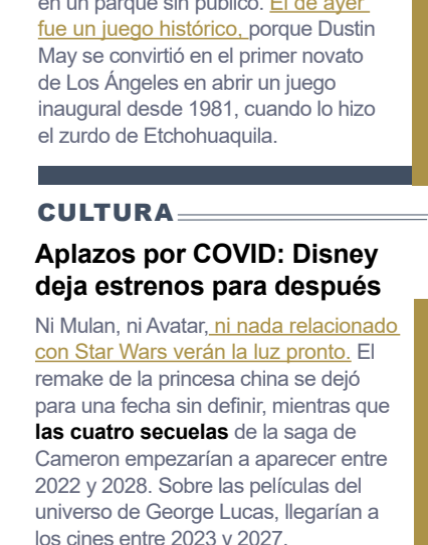 en un parque sin público. El de ayer
fue un juego histórico, porque Dustin
May se convirtió en el primer novato
de Los Ángeles en abrir un juego
inaugural desde 1981, cuando lo hizo
el zurdo de Etchohuaquila.
CULTURA
Aplazos por COVID: Disney
deja estrenos para después
Ni Mulan, ni Avatar, ni nada relacionado
con Star Wars verán la luz pronto. El
remake de la princesa china se dejó
para una fecha sin definir, mientras que
las cuatro secuelas de la saga de
Cameron empezarían a aparecer entre
2022 y 2028. Sobre las películas del
universo de George Lucas, llegarían a
los cines entre 2023 y 2027.